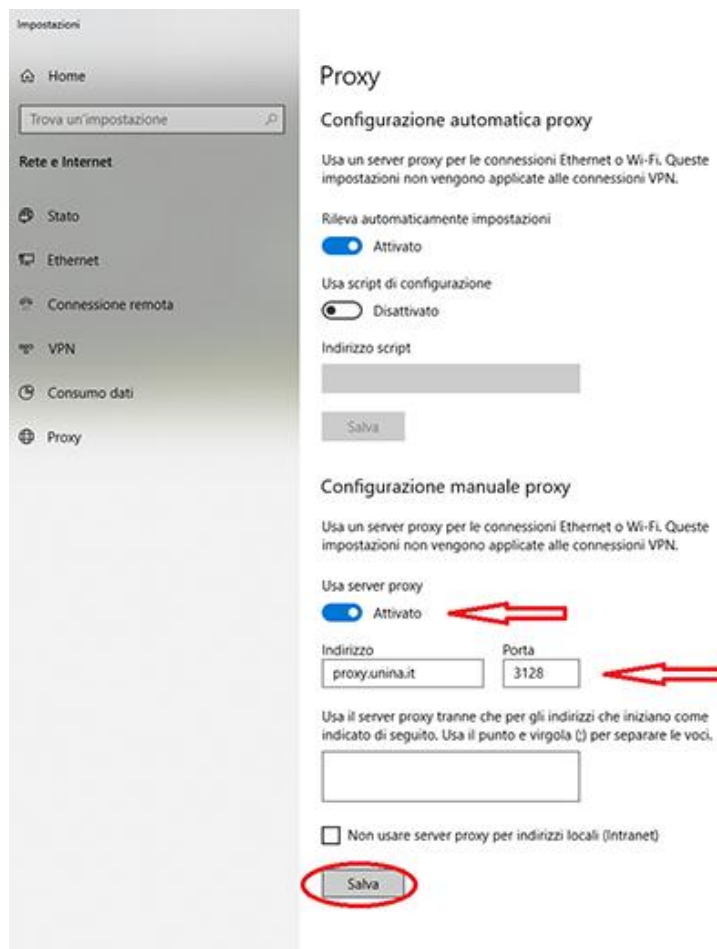 Impostazioni
Home
Trova un'impostazione
Rete e Internet
Stato
Ethernet
Connessione remota
VPN
Consumo dati
Proxy
Proxy
Configurazione automatica proxy
Usa un server proxy per le connessioni Ethernet o Wi-Fi. Queste
impostazioni non vengono applicate alle connessioni VPN.
Rileva automaticamente impostazioni
Attivato
Usa script di configurazione
Disattivato
Indirizzo script
Salva
Configurazione manuale proxy
Usa un server proxy per le connessioni Ethernet o Wi-Fi. Queste
impostazioni non vengono applicate alle connessioni VPN.
Usa server proxy
Attivato
Indirizzo Porta
proxy.unina.it 3128
Usa il server proxy tranne che per gli indirizzi che iniziano come
indicato di seguito. Usa il punto e virgola (;) per separare le voci.
Non usare server proxy per indirizzi locali (Intranet)
Salva